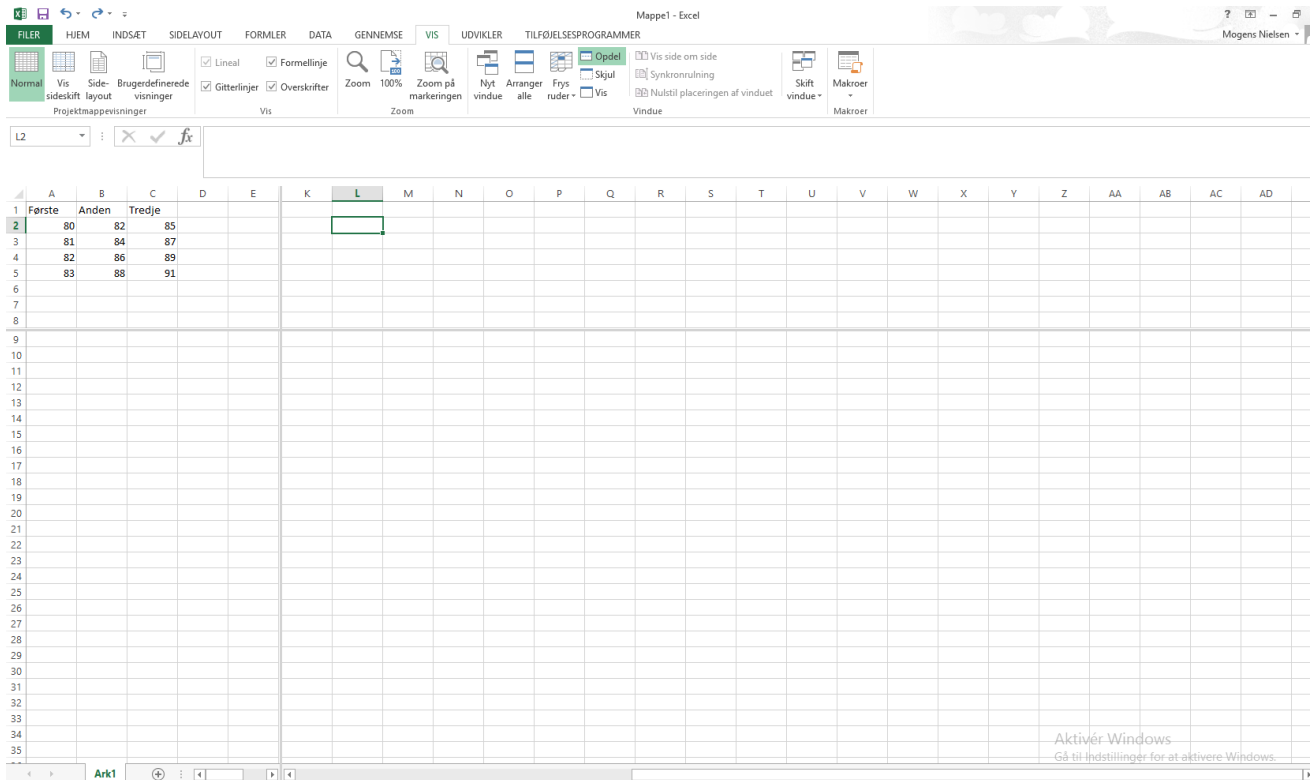 Mappe1 - Excel
?
FILER HJEM INDSÆT SIDELAYOUT FORMLER DATA GENNEMSE VIS UDVIKLER TILFØJELSESPROGRAMMER Mogens Nielsen
Normal Vis sideskift Side-layout Brugerdefinerede visninger
Projektmappevisninger
Lineal Formellinje
Gitterlinjer Overskrifter
Vis
Zoom 100% Zoom på markeringen
Zoom
Nyt vindue Arranger alle Frys ruder
Opdel Vis side om side
Skjul Synkronrulning
Vis Nulstil placeringen af vinduet
Skift vindue
Vindue
Makroer
Makroer
L2 fx
A B C D E K L M N O P Q R S T U V W X Y Z AA AB AC AD
1 Første Anden Tredje
2 80 82 85
3 81 84 87
4 82 86 89
5 83 88 91
6
7
8
9
10
11
12
13
14
15
16
17
18
19
20
21
22
23
24
25
26
27
28
29
30
31
32
33
34
35
Aktivér Windows
Gå til Indstillinger for at aktivere Windows.
Ark1